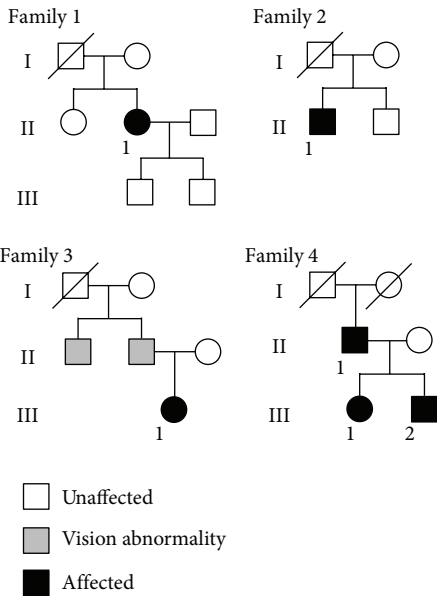 Family 1
Family 2
I
I
II
II
1
1
III
Family 3
Family 4
I
I
II
II
1
III
III
1
1
2
Unaffected
Vision abnormality
Affected